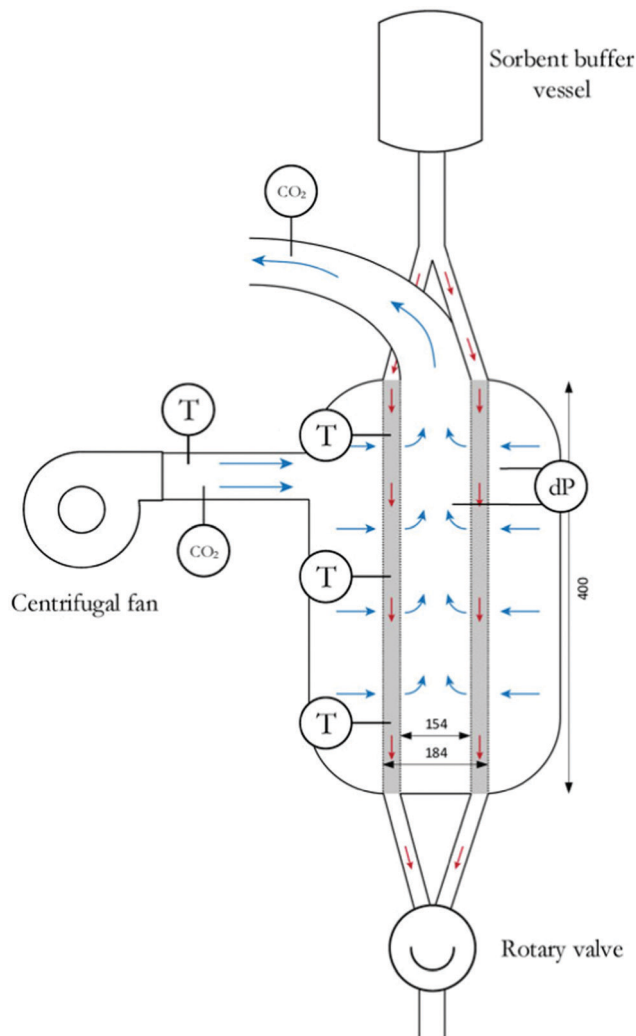 Sorbent buffer
vessel
CO₂
T
T
dP
CO₂
Centrifugal fan
T
400
T
154
184
Rotary valve